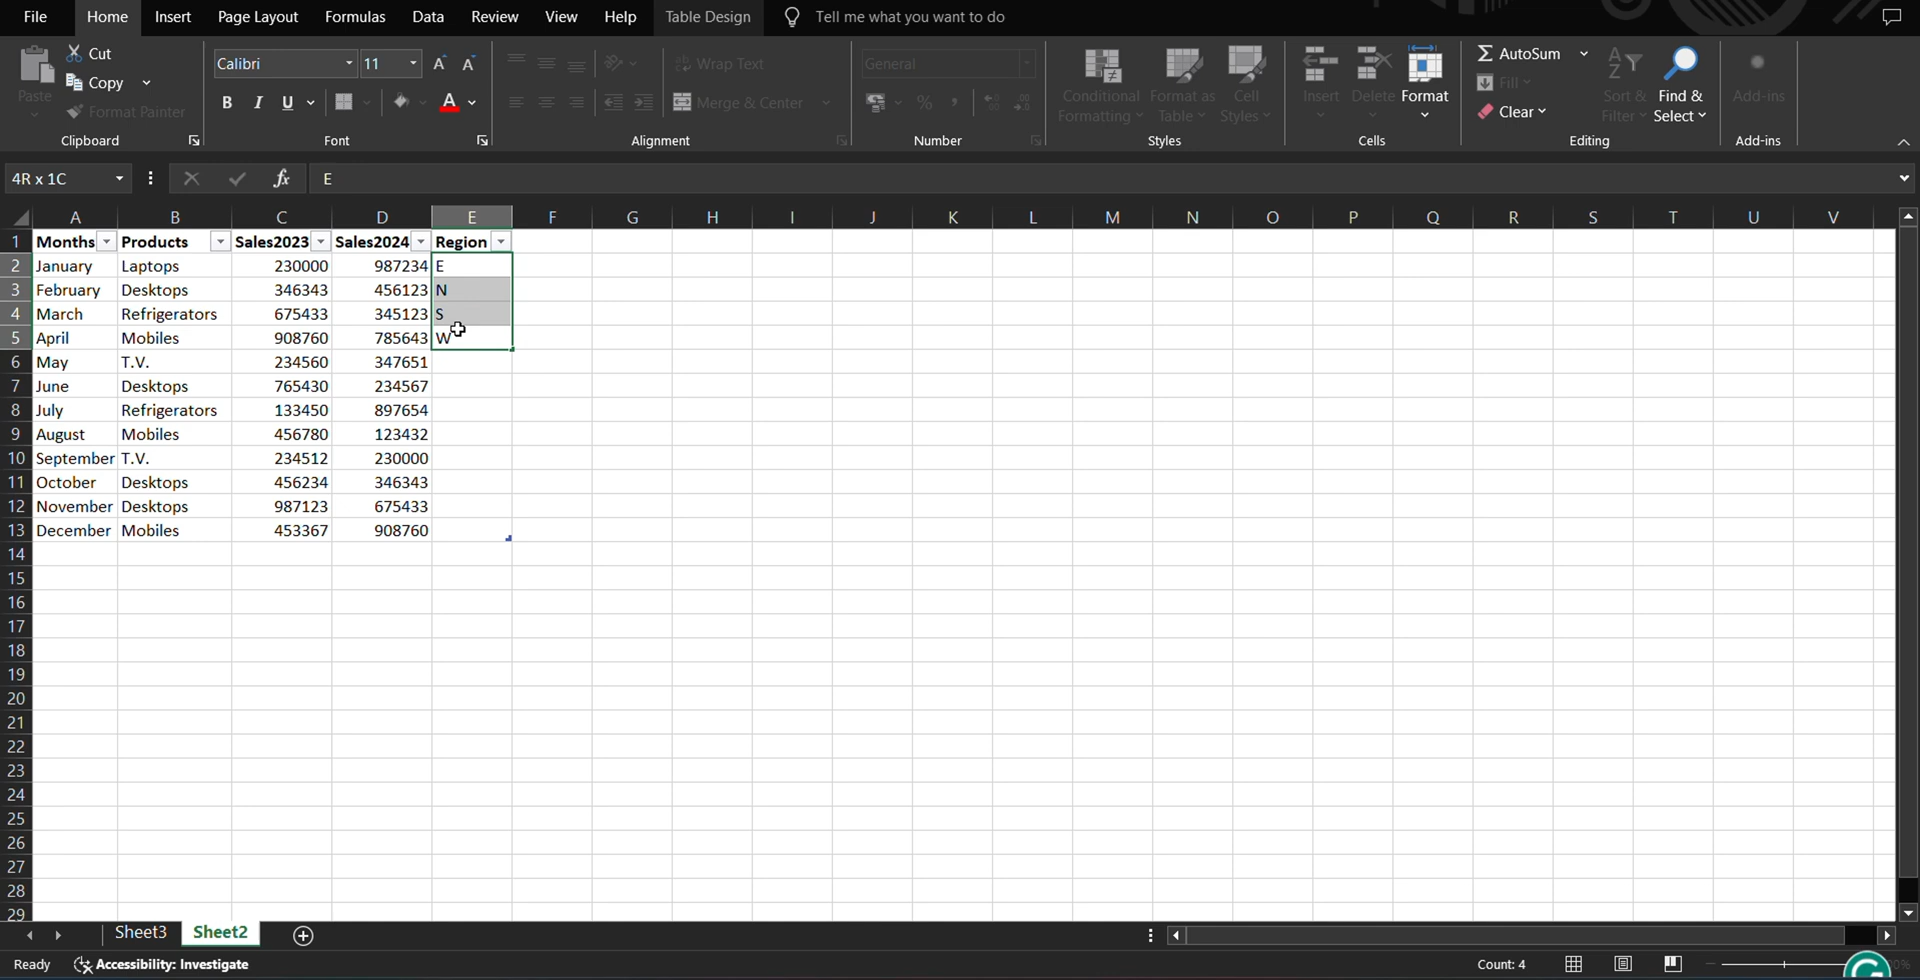 File Home Insert Page Layout Formulas Data Review View Help Table Design Tell me what you want to do
Paste Cut Copy Format Painter Clipboard
Calibri 11 B I U A Font
Wrap Text Merge & Center Alignment
General % , Number
Conditional Formatting Format as Table Cell Styles Styles
Insert Delete Format Cells
AutoSum Fill Clear Sort & Filter Find & Select Editing
Add-ins Add-ins
4R x 1C fx E
A B C D E F G H I J K L M N O P Q R S T U V
1 Months Products Sales2023 Sales2024 Region
2 January Laptops 230000 987234 E
3 February Desktops 346343 456123 N
4 March Refrigerators 675433 345123 S
5 April Mobiles 908760 785643 W
6 May T.V. 234560 347651
7 June Desktops 765430 234567
8 July Refrigerators 133450 897654
9 August Mobiles 456780 123432
10 September T.V. 234512 230000
11 October Desktops 456234 346343
12 November Desktops 987123 675433
13 December Mobiles 453367 908760
14
15
16
17
18
19
20
21
22
23
24
25
26
27
28
29
Sheet3 Sheet2
Ready Accessibility: Investigate Count: 4